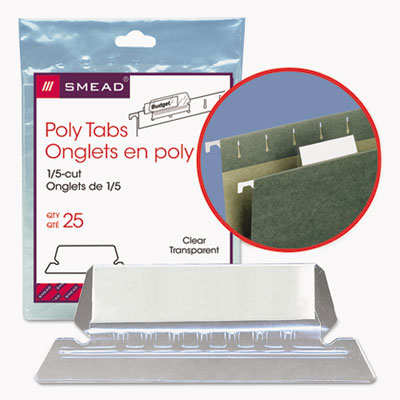 SMEAD
Budget
Poly Tabs
Onglets en poly
1/5-cut
Onglets de 1/5
QTY
QTÉ 25
Clear
Transparent
SMEAD